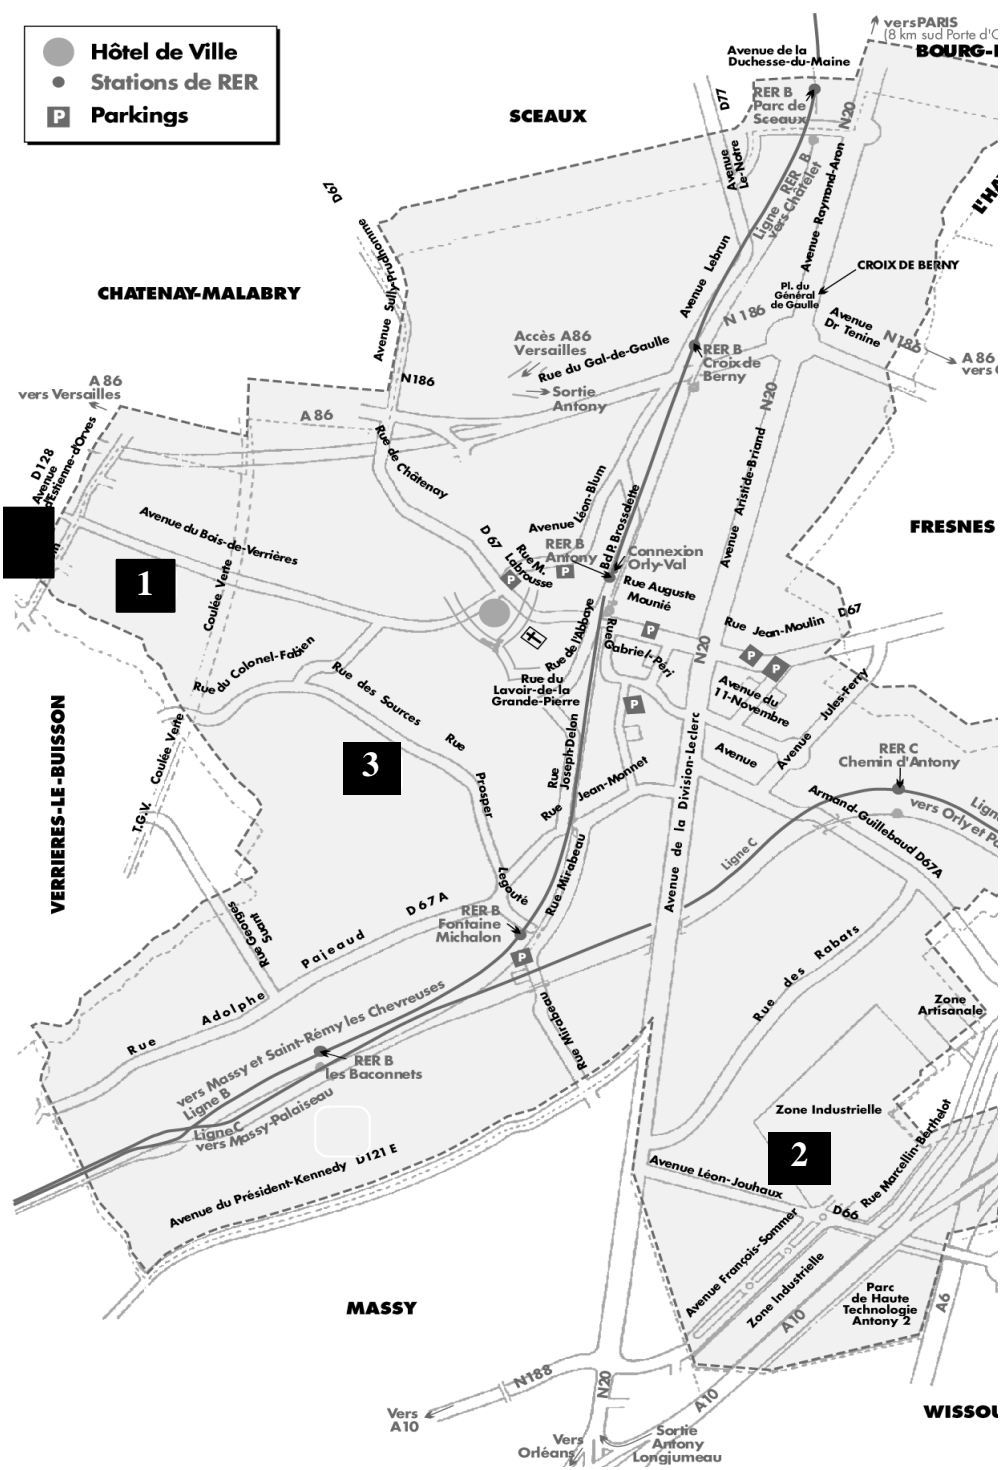 Hôtel de Ville
Stations de RER
P Parkings
vers PARIS
(8 km sud Porte d'O
BOURG-
Avenue de la
Duchesse-du-Maine
SCEAUX
D77
RER B
Parc de
Sceaux
N20
Avenue
Le-Notre
Ligne RER B
vers Châtelet
Avenue Raymond-Aron
L'HA
D67
Avenue Sully-Prudhomme
Avenue Lebrun
CROIX DE BERNY
CHATENAY-MALABRY
Pl. du
Général
de Gaulle
N 186
Avenue
Dr Tenine
N186
A 86
vers
Accès A86
Versailles
Rue du Gal-de-Gaulle
RER B
Croix de
Berny
Sortie
Antony
N186
A 86
vers Versailles
A 86
N20
D128
Avenue
d'Estienne-d'Orves
Rue de Châtenay
Avenue Aristide-Briand
Avenue Léon-Blum
Bd P. Brossolette
FRESNES
Avenue du Bois-de-Verrières
D 67
Rue M.
Labrousse
RER B
Antony
Connexion
Orly-Val
1
Coulée Verte
P
P
Rue Auguste
Mounié
Rue de l'Abbaye
Rue Gabriel-Péri
P
Rue Jean-Moulin
D67
N20
P
P
Rue du Colonel-Fabien
Rue des Sources
Rue du
Lavoir-de-la
Grande-Pierre
Avenue du
11-Novembre
Avenue Jules-Ferry
P
VERRIERES-LE-BUISSON
T.G.V. Coulée Verte
3
Rue Prosper Legouté
Rue
Joseph-Delon
Rue Jean-Monnet
Avenue
Armand-Guillebaud D67A
RER C
Chemin d'Antony
Ligne
vers Orly et Pa
Ligne C
Avenue de la Division-Leclerc
Rue Mirabeau
Rue Georges
Suant
D 67 A
RER B
Fontaine
Michalon
P
Rue Adolphe Pajeaud
Rue des Rabats
Zone
Artisanale
vers Massy et Saint-Rémy les Chevreuses
Ligne B
RER B
les Baconnets
Rue Mirabeau
Ligne C
vers Massy-Palaiseau
Zone Industrielle
2
Rue Marcellin-Berthelot
Avenue du Président-Kennedy D121 E
Avenue Léon-Jouhaux
D66
Avenue François-Sommer
Zone Industrielle
Parc
de Haute
Technologie
Antony 2
A6
MASSY
A10
N188
N20
A10
Vers
A10
Vers
Orléans
Sortie
Antony
Longjumeau
WISSOU